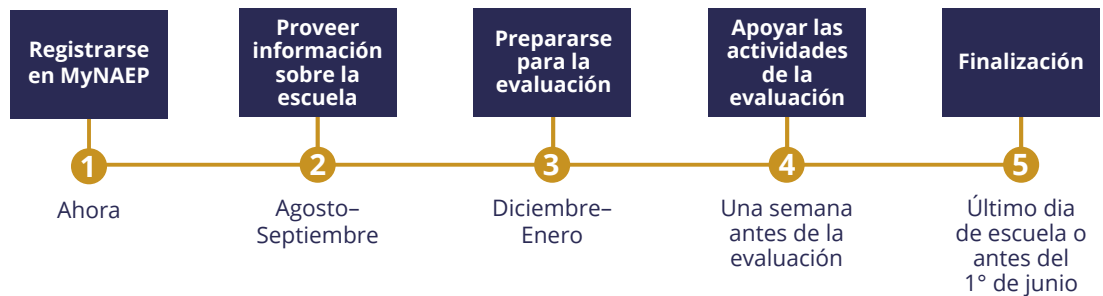 Registrarse
en MyNAEP
Proveer
información
sobre la
escuela
Prepararse
para la
evaluación
Apoyar las
actividades
de la
evaluación
Finalización
1
2
3
4
5
Ahora
Agosto–
Septiembre
Diciembre–
Enero
Una semana
antes de la
evaluación
Último dia
de escuela o
antes del
1° de junio